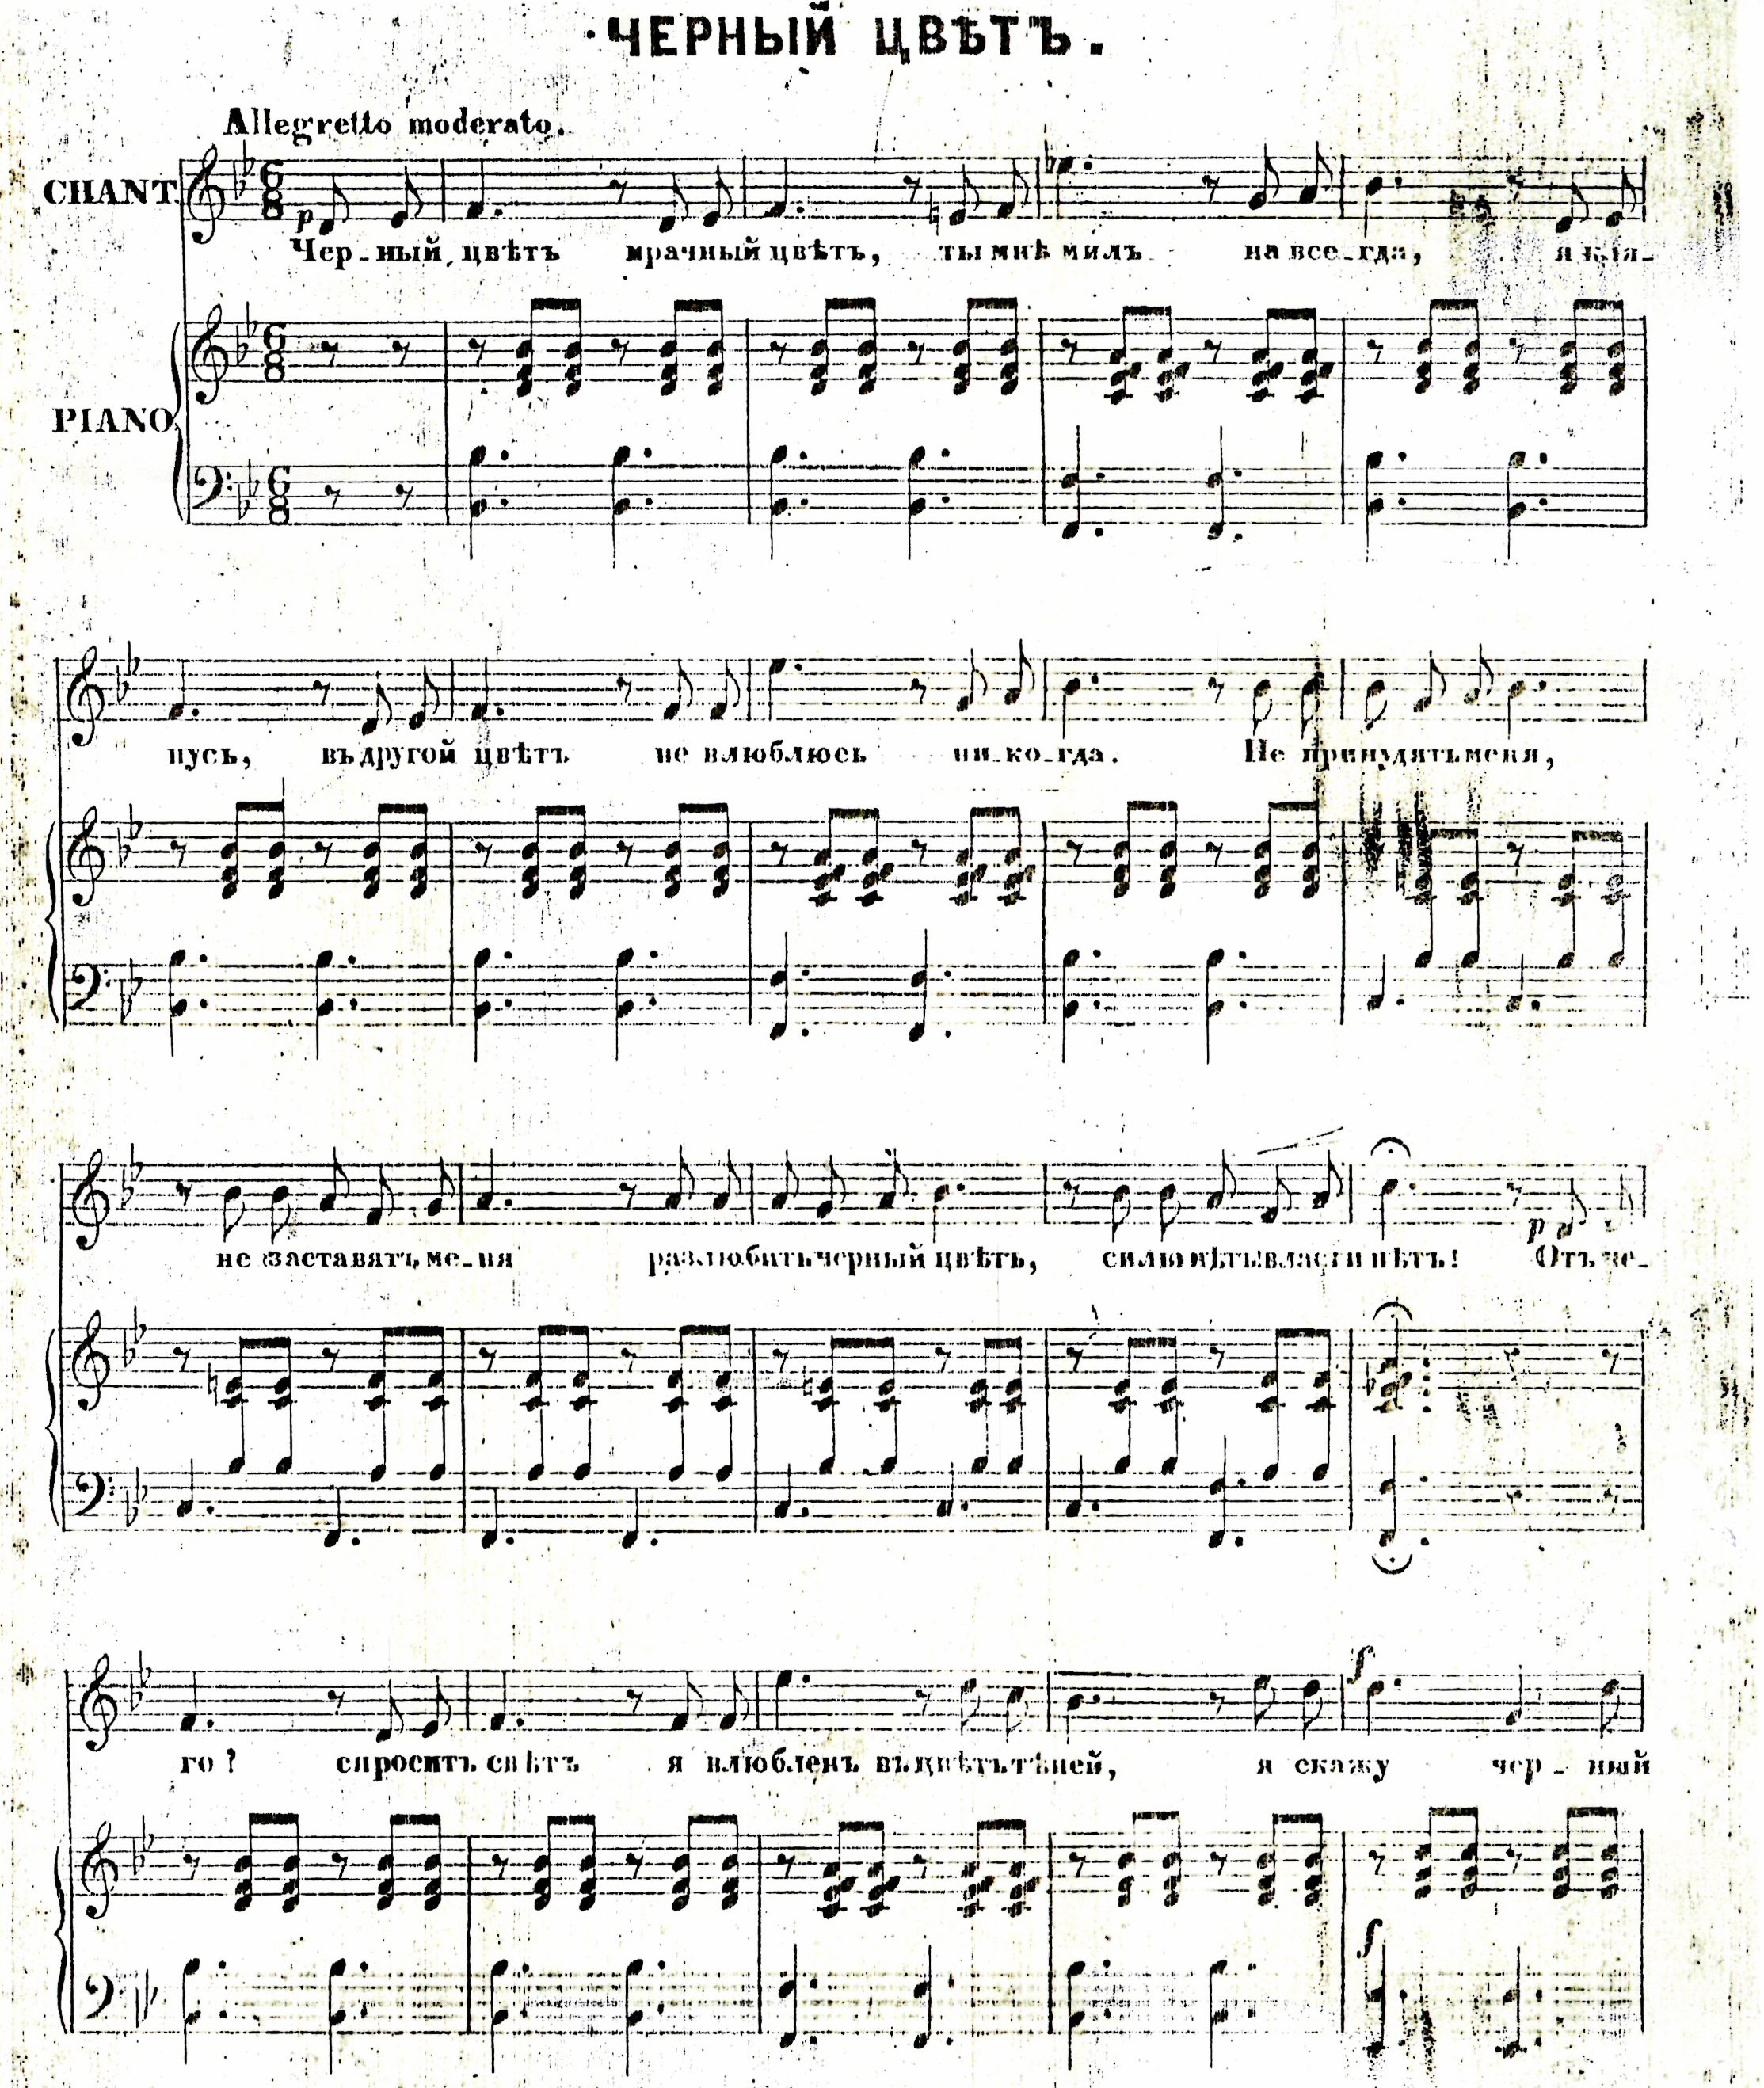 ЧЕРНЫЙ ЦВѢТЪ.
Allegretto moderato.
CHANT.
p
Чер-ный, цвѣтъ мрачный цвѣтъ, ты мнѣ милъ на все-гда, я кля-
PIANO.
нусь, въ другой цвѣтъ не влюблюсь ни-ко-гда. Не принудятъ меня,
не заставятъ ме-ня разлюбить черный цвѣтъ, силы нѣтъ! власти нѣтъ! Отъ че-
p
го? спроситъ свѣтъ я влюбленъ въ цвѣтъ тѣней, я скажу чер-ный
f
f